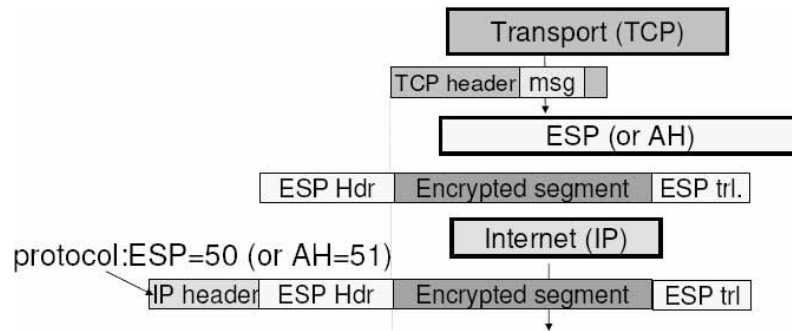 Transport (TCP)
TCP header msg
ESP (or AH)
ESP Hdr Encrypted segment ESP trl.
Internet (IP)
protocol:ESP=50 (or AH=51)
IP header ESP Hdr Encrypted segment ESP trl